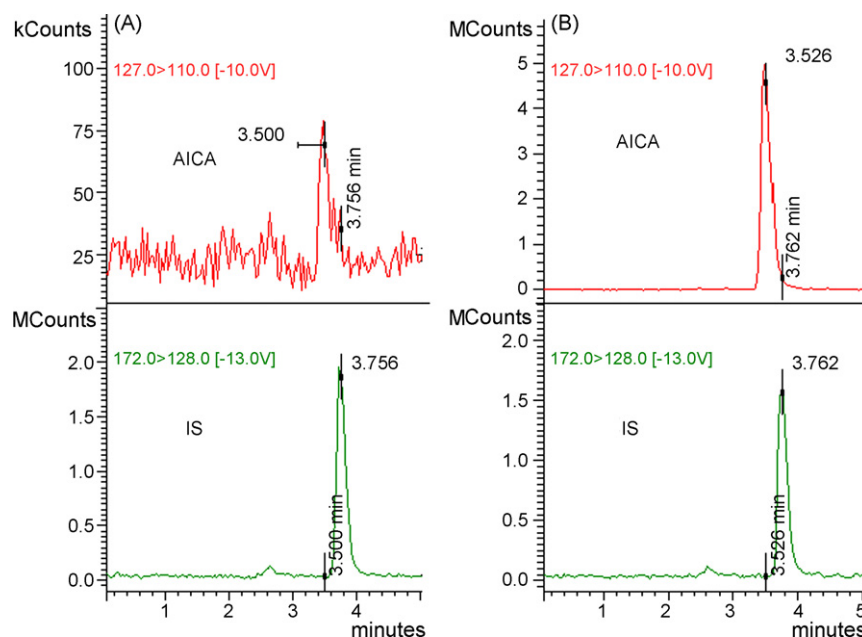 kCounts
(A)
127.0>110.0 [-10.0V]
100
75
50
25
3.500
AICA
3.756 min
MCounts
(B)
127.0>110.0 [-10.0V]
5
4
3
2
1
0
3.526
AICA
3.762 min
MCounts
172.0>128.0 [-13.0V]
2.0
1.5
1.0
0.5
0.0
3.756
IS
3.500 min
1
2
3
4
5
minutes
MCounts
172.0>128.0 [-13.0V]
2.0
1.5
1.0
0.5
0.0
3.762
IS
3.526 min
1
2
3
4
5
minutes